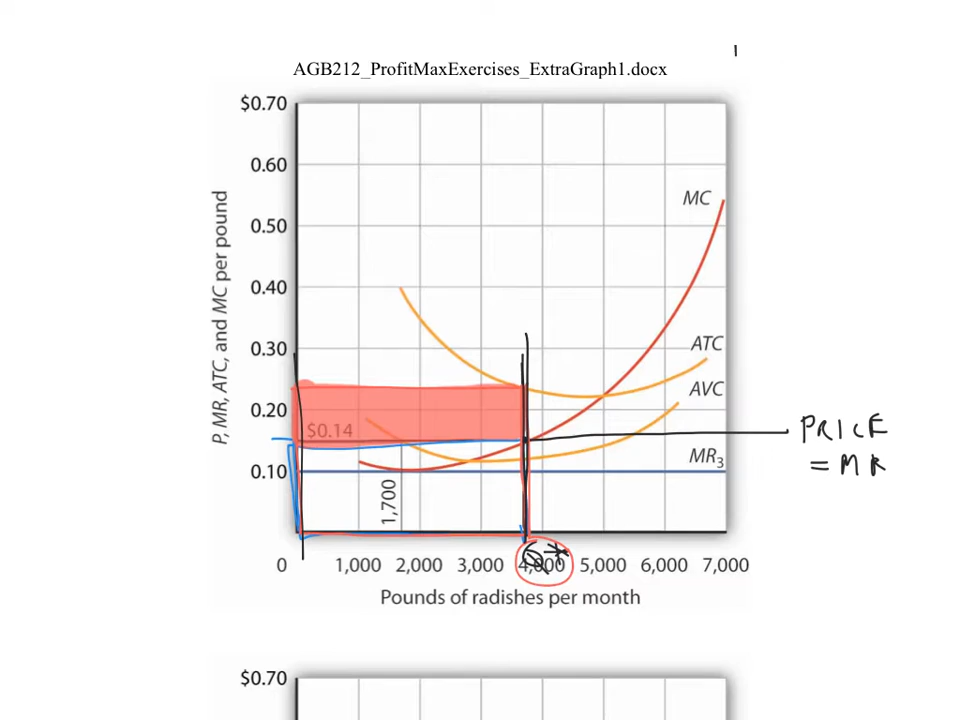 1
AGB212_ProfitMaxExercises_ExtraGraph1.docx
$0.70
0.60
0.50
0.40
0.30
0.20
0.10
P, MR, ATC, and MC per pound
MC
ATC
AVC
MR3
$0.14
1,700
PRICE
= MR
Q*
0 1,000 2,000 3,000 4,000 5,000 6,000 7,000
Pounds of radishes per month
$0.70